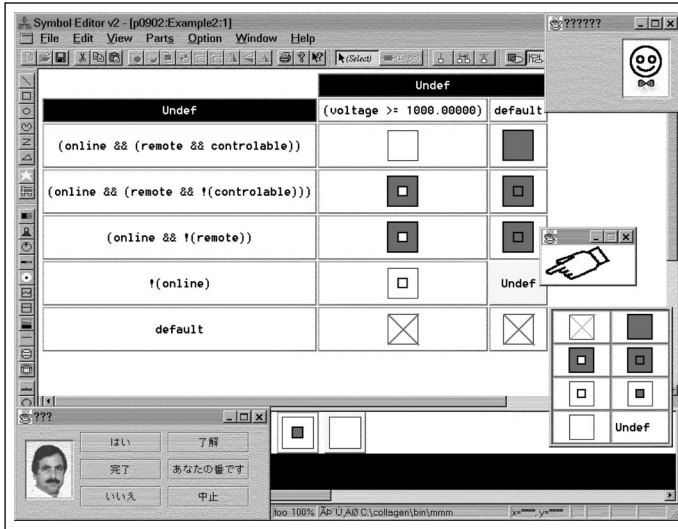 Symbol Editor v2 - [p0902:Example2:1]
??????
File Edit View Parts Option Window Help
(Select)
Undef
Undef
(voltage >= 1000.00000) default
(online && (remote && controlable))
(online && (remote && !(controlable)))
(online && !(remote))
!(online)
Undef
default
Undef
???
はい
了解
完了
あなたの番です
いいえ
中止
foo 100%
C:\collagen\bin\mmm
x=****, y=****